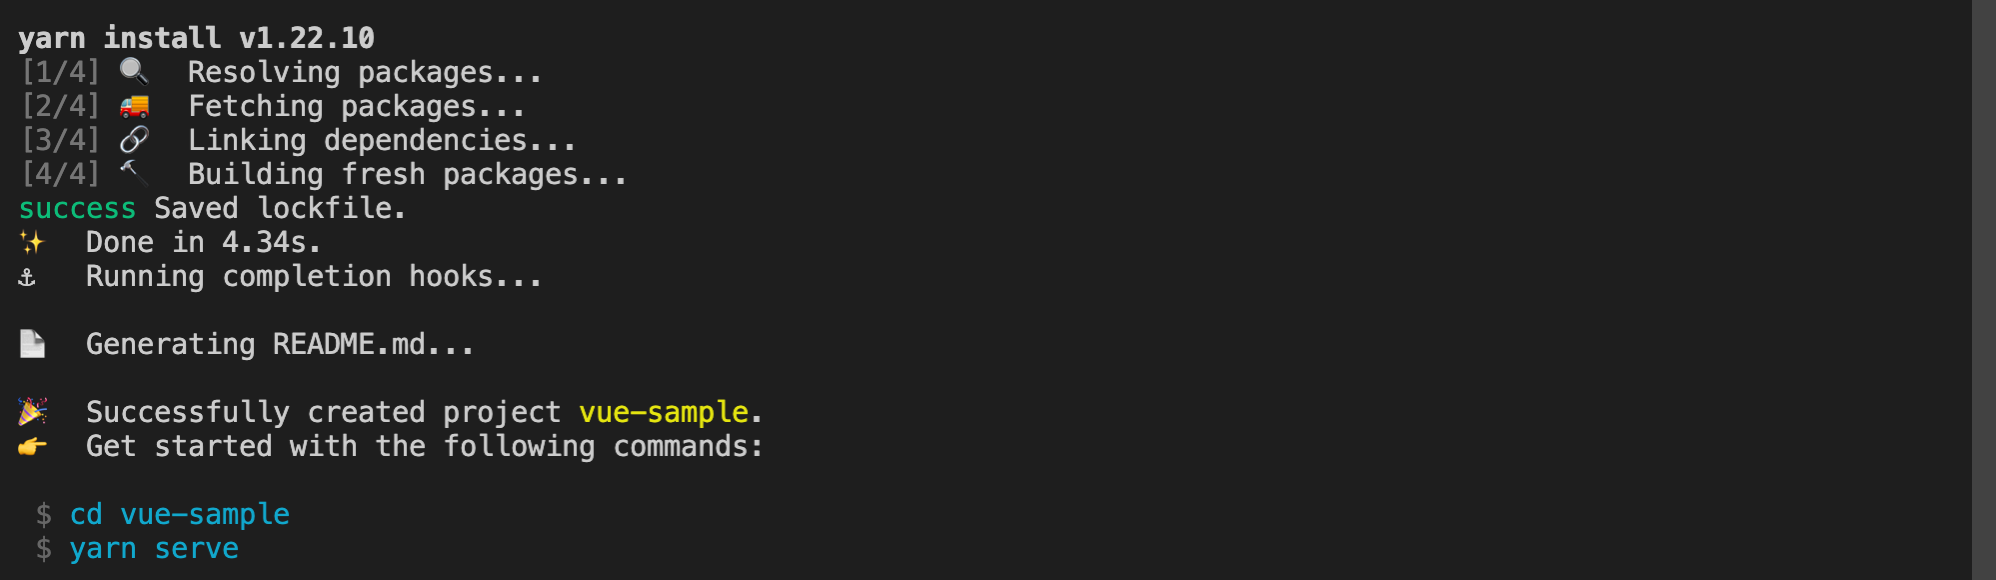 yarn install v1.22.10
[1/4] 🔍  Resolving packages...
[2/4] 🚚  Fetching packages...
[3/4] 🔗  Linking dependencies...
[4/4] 🔨  Building fresh packages...
success Saved lockfile.
✨  Done in 4.34s.
⚓  Running completion hooks...
📄  Generating README.md...
🎉  Successfully created project vue-sample.
👉  Get started with the following commands:
$ cd vue-sample
$ yarn serve